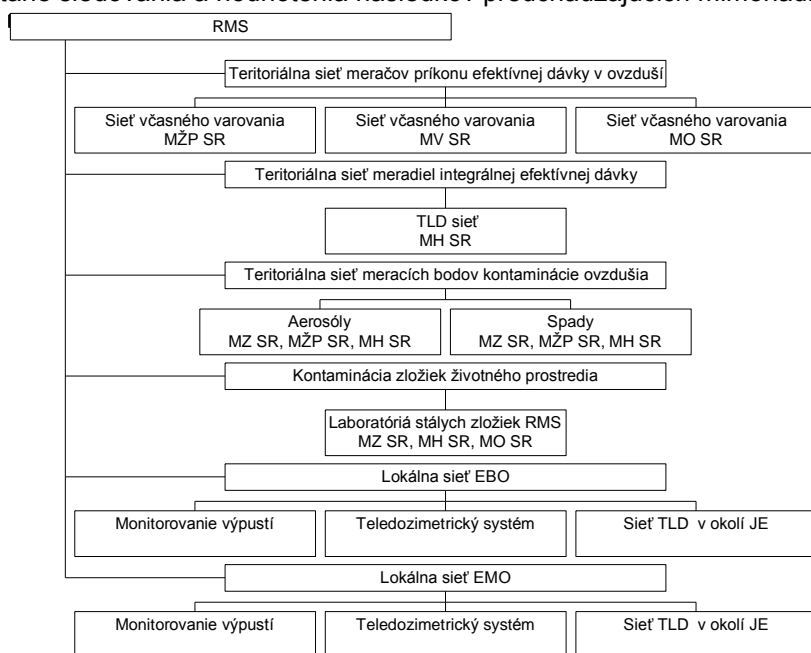 RMS
Teritoriálna sieť meračov príkonu efektívnej dávky v ovzduší
Sieť včasného varovania
MŽP SR
Sieť včasného varovania
MV SR
Sieť včasného varovania
MO SR
Teritoriálna sieť meradiel integrálnej efektívnej dávky
TLD sieť
MH SR
Teritoriálna sieť meracích bodov kontaminácie ovzdušia
Aerosóly
MZ SR, MŽP SR, MH SR
Spady
MZ SR, MŽP SR, MH SR
Kontaminácia zložiek životného prostredia
Laboratóriá stálych zložiek RMS
MZ SR, MH SR, MO SR
Lokálna sieť EBO
Monitorovanie výpustí
Teledozimetrický systém
Sieť TLD v okolí JE
Lokálna sieť EMO
Monitorovanie výpustí
Teledozimetrický systém
Sieť TLD v okolí JE